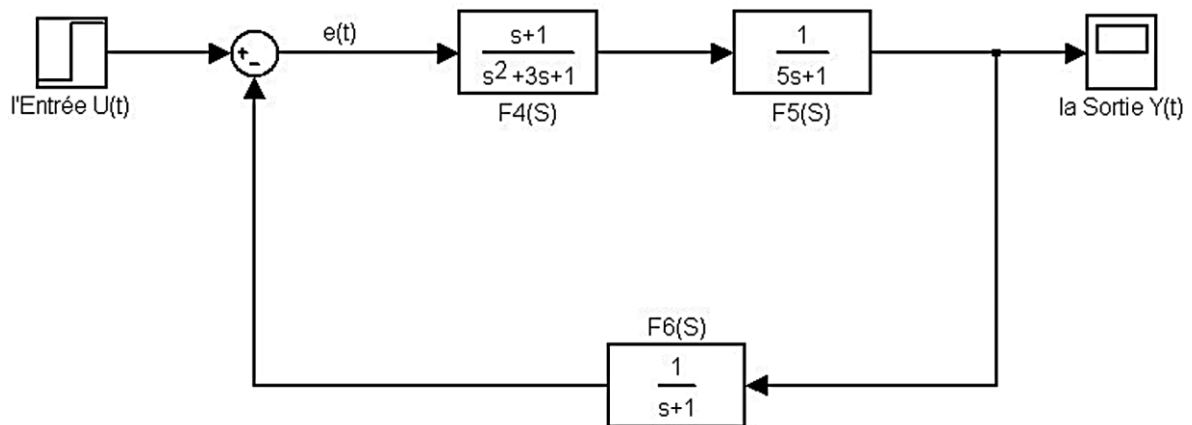 e(t)
s+1
s²+3s+1
1
5s+1
l'Entrée U(t)
F4(S)
F5(S)
la Sortie Y(t)
F6(S)
1
s+1